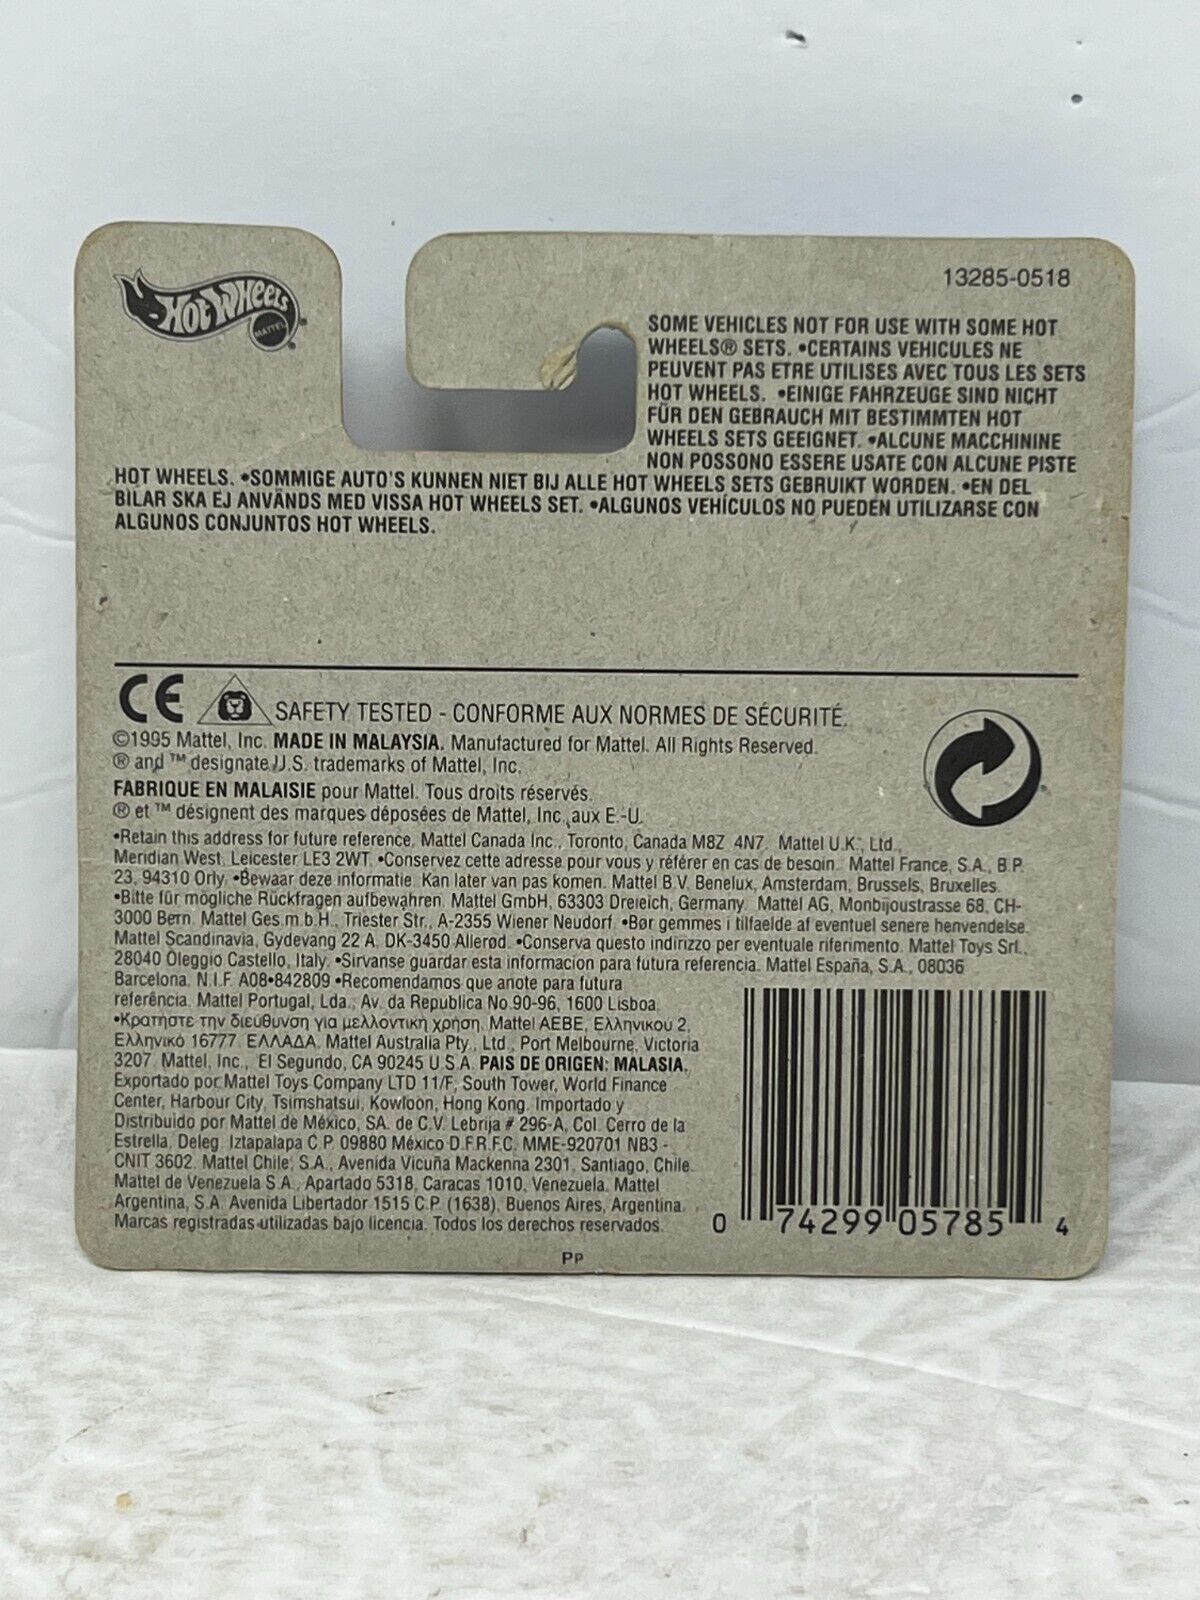 Hot Wheels
MATTEL
13285-0518
SOME VEHICLES NOT FOR USE WITH SOME HOT
WHEELS® SETS. •CERTAINS VEHICULES NE
PEUVENT PAS ETRE UTILISES AVEC TOUS LES SETS
HOT WHEELS. •EINIGE FAHRZEUGE SIND NICHT
FÜR DEN GEBRAUCH MIT BESTIMMTEN HOT
WHEELS SETS GEEIGNET. •ALCUNE MACCHININE
NON POSSONO ESSERE USATE CON ALCUNE PISTE
HOT WHEELS. •SOMMIGE AUTO'S KUNNEN NIET BIJ ALLE HOT WHEELS SETS GEBRUIKT WORDEN. •EN DEL
BILAR SKA EJ ANVÄNDS MED VISSA HOT WHEELS SET. •ALGUNOS VEHÍCULOS NO PUEDEN UTILIZARSE CON
ALGUNOS CONJUNTOS HOT WHEELS.
CE SAFETY TESTED - CONFORME AUX NORMES DE SÉCURITÉ.
©1995 Mattel, Inc. MADE IN MALAYSIA. Manufactured for Mattel. All Rights Reserved.
® and ™ designate U.S. trademarks of Mattel, Inc.
FABRIQUE EN MALAISIE pour Mattel. Tous droits réservés.
® et ™ désignent des marques déposées de Mattel, Inc. aux E.-U.
•Retain this address for future reference. Mattel Canada Inc., Toronto, Canada M8Z 4N7. Mattel U.K., Ltd.,
Meridian West, Leicester LE3 2WT. •Conservez cette adresse pour vous y référer en cas de besoin. Mattel France, S.A., B.P.
23, 94310 Orly. •Bewaar deze informatie. Kan later van pas komen. Mattel B.V. Benelux, Amsterdam, Brussels, Bruxelles.
•Bitte für mögliche Rückfragen aufbewahren. Mattel GmbH, 63303 Dreieich, Germany. Mattel AG, Monbijoustrasse 68, CH-
3000 Bern. Mattel Ges.m.b.H., Triester Str., A-2355 Wiener Neudorf. •Bør gemmes i tilfaelde af eventuel senere henvendelse.
Mattel Scandinavia, Gydevang 22 A, DK-3450 Allerød. •Conserva questo indirizzo per eventuale riferimento. Mattel Toys Srl.,
28040 Oleggio Castello, Italy. •Sirvanse guardar esta informacion para futura referencia. Mattel España, S.A., 08036
Barcelona. N.I.F. A08•842809 •Recomendamos que anote para futura
referência. Mattel Portugal, Lda., Av. da Republica No.90-96, 1600 Lisboa.
•Κρατήστε την διεύθυνση για μελλοντική χρήση. Mattel AEBE, Ελληνικού 2,
Ελληνικό 16777. ΕΛΛΑΔΑ. Mattel Australia Pty., Ltd., Port Melbourne, Victoria
3207. Mattel, Inc., El Segundo, CA 90245 U.S.A. PAIS DE ORIGEN: MALASIA.
Exportado por Mattel Toys Company LTD 11/F, South Tower, World Finance
Center, Harbour City, Tsimshatsui, Kowloon, Hong Kong. Importado y
Distribuido por Mattel de México, SA. de C.V. Lebrija # 296-A, Col. Cerro de la
Estrella, Deleg. Iztapalapa C.P. 09880 México D.F.R.F.C. MME-920701 NB3 -
CNIT 3602. Mattel Chile, S.A., Avenida Vicuña Mackenna 2301, Santiago, Chile.
Mattel de Venezuela S.A., Apartado 5318, Caracas 1010, Venezuela. Mattel
Argentina, S.A. Avenida Libertador 1515 C.P. (1638), Buenos Aires, Argentina.
Marcas registradas utilizadas bajo licencia. Todos los derechos reservados.
0 74299 05785 4
PP